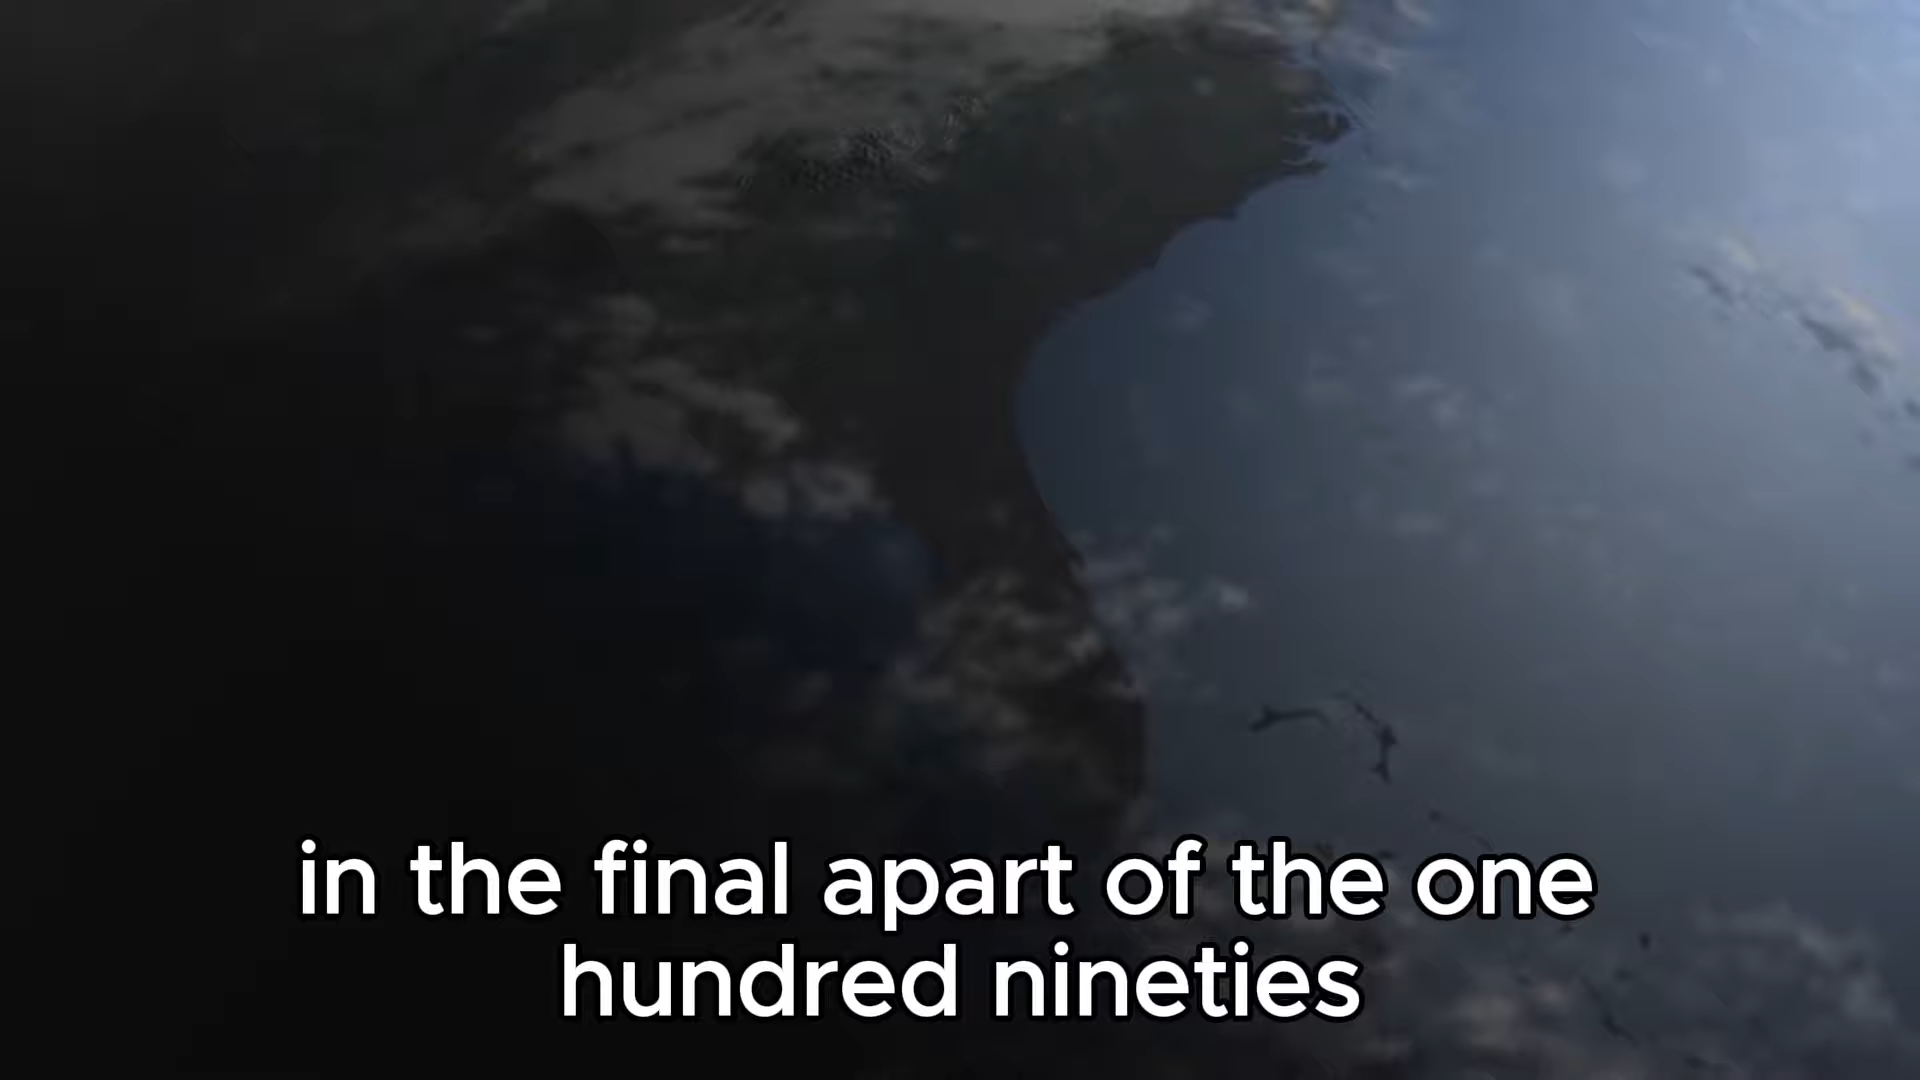 in the final apart of the one
hundred nineties